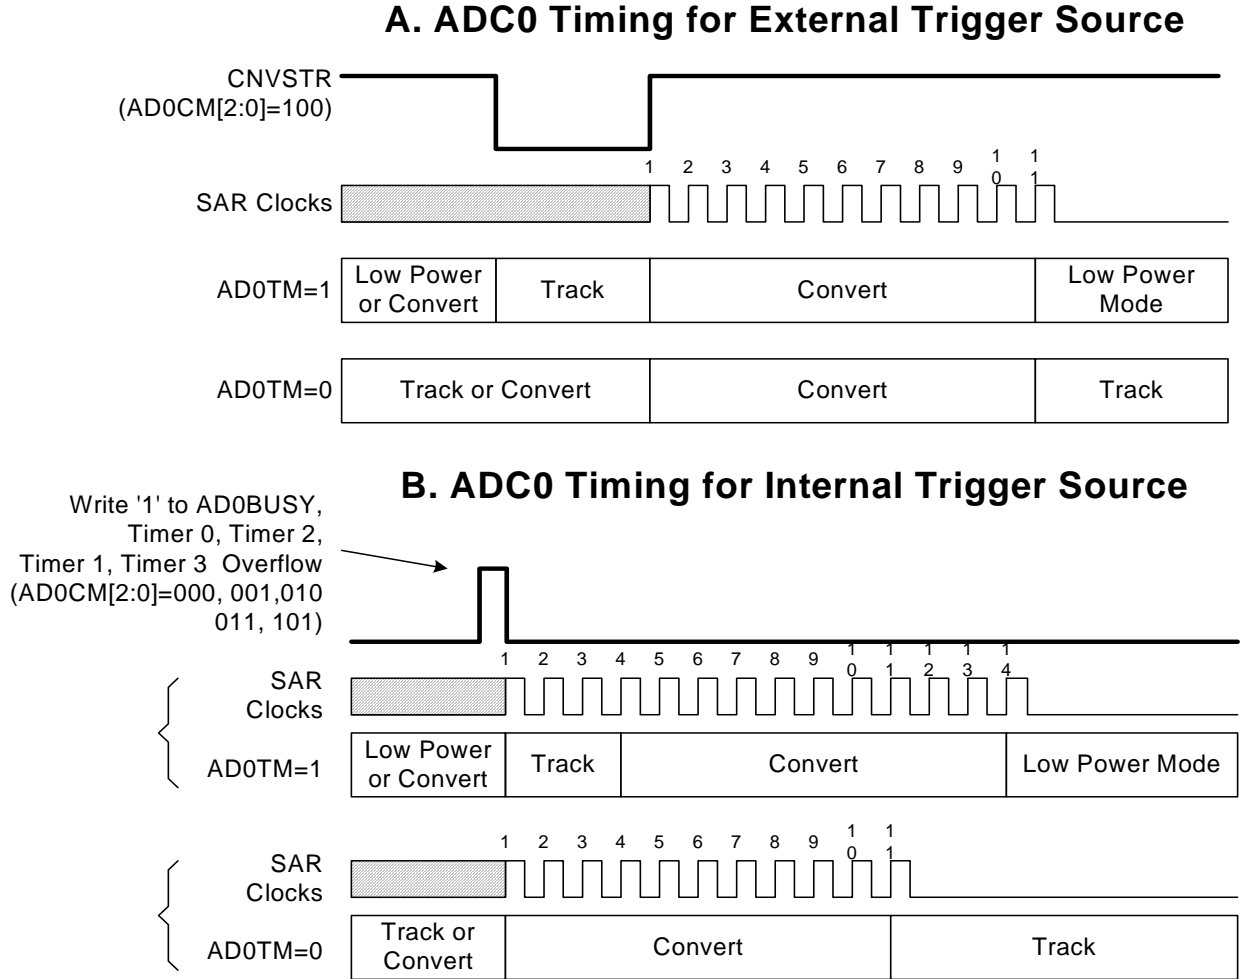 A. ADC0 Timing for External Trigger Source
CNVSTR
(AD0CM[2:0]=100)
1 2 3 4 5 6 7 8 9 10 11
SAR Clocks
AD0TM=1
Low Power
or Convert
Track
Convert
Low Power
Mode
AD0TM=0
Track or Convert
Convert
Track
B. ADC0 Timing for Internal Trigger Source
Write '1' to AD0BUSY,
Timer 0, Timer 2,
Timer 1, Timer 3 Overflow
(AD0CM[2:0]=000, 001,010
011, 101)
1 2 3 4 5 6 7 8 9 10 11 12 13 14
SAR
Clocks
AD0TM=1
Low Power
or Convert
Track
Convert
Low Power Mode
1 2 3 4 5 6 7 8 9 10 11
SAR
Clocks
AD0TM=0
Track or
Convert
Convert
Track